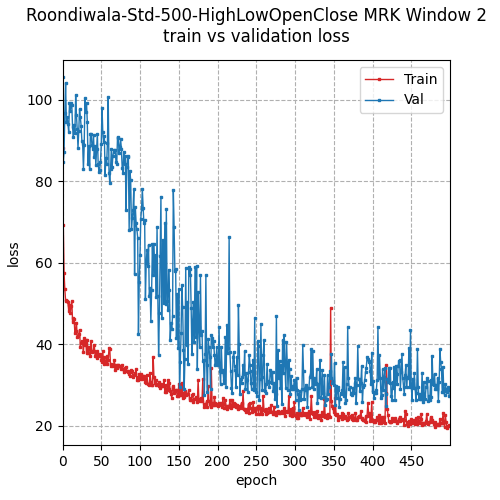 Roondiwala-Std-500-HighLowOpenClose MRK Window 2
train vs validation loss
Train
Val
100
80
60
40
20
loss
0
50
100
150
200
250
300
350
400
450
epoch